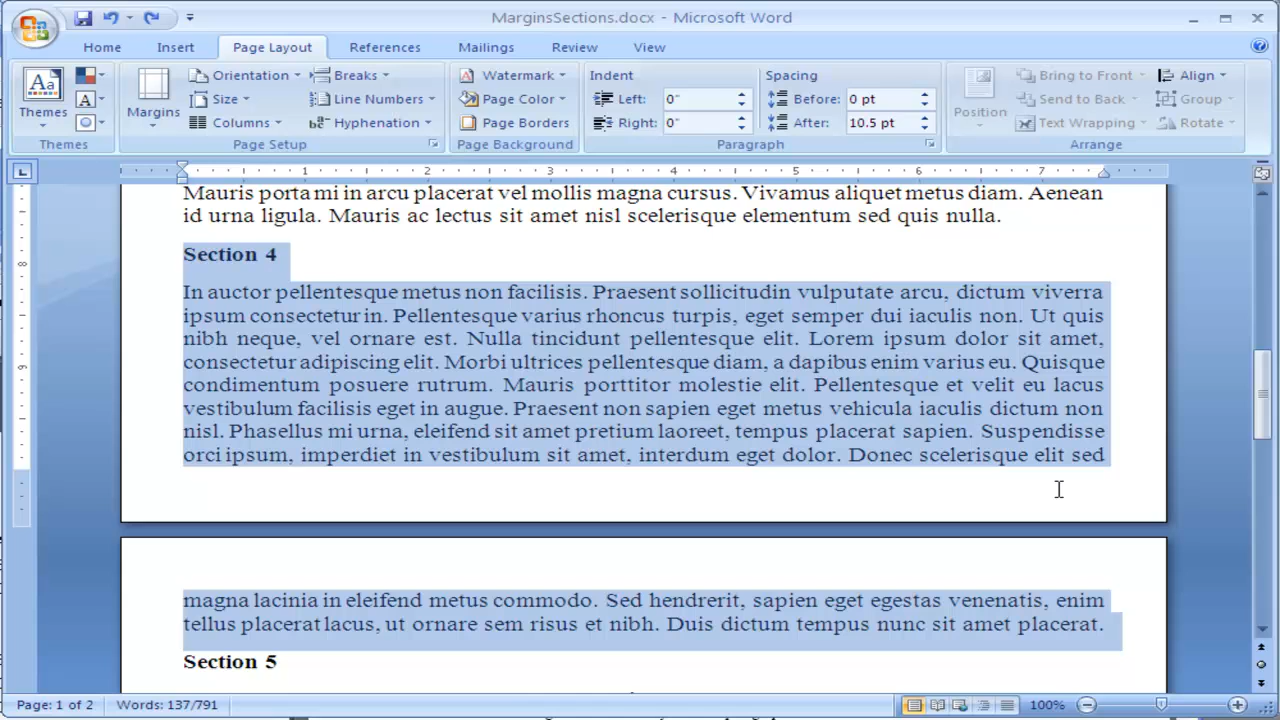 MarginsSections.docx - Microsoft Word
Home Insert Page Layout References Mailings Review View
Themes
Themes
Margins
Orientation
Size
Columns
Breaks
Line Numbers
Hyphenation
Page Setup
Watermark
Page Color
Page Borders
Page Background
Indent
Left: 0"
Right: 0"
Spacing
Before: 0 pt
After: 10.5 pt
Paragraph
Position
Bring to Front
Send to Back
Text Wrapping
Align
Group
Rotate
Arrange
1 2 3 4 5 6 7
Mauris porta mi in arcu placerat vel mollis magna cursus. Vivamus aliquet metus diam. Aenean
id urna ligula. Mauris ac lectus sit amet nisl scelerisque elementum sed quis nulla.
Section 4
In auctor pellentesque metus non facilisis. Praesent sollicitudin vulputate arcu, dictum viverra
ipsum consectetur in. Pellentesque varius rhoncus turpis, eget semper dui iaculis non. Ut quis
nibh neque, vel ornare est. Nulla tincidunt pellentesque elit. Lorem ipsum dolor sit amet,
consectetur adipiscing elit. Morbi ultrices pellentesque diam, a dapibus enim varius eu. Quisque
condimentum posuere rutrum. Mauris porttitor molestie elit. Pellentesque et velit eu lacus
vestibulum facilisis eget in augue. Praesent non sapien eget metus vehicula iaculis dictum non
nisl. Phasellus mi urna, eleifend sit amet pretium laoreet, tempus placerat sapien. Suspendisse
orci ipsum, imperdiet in vestibulum sit amet, interdum eget dolor. Donec scelerisque elit sed
magna lacinia in eleifend metus commodo. Sed hendrerit, sapien eget egestas venenatis, enim
tellus placerat lacus, ut ornare sem risus et nibh. Duis dictum tempus nunc sit amet placerat.
Section 5
Page: 1 of 2 Words: 137/791 100%